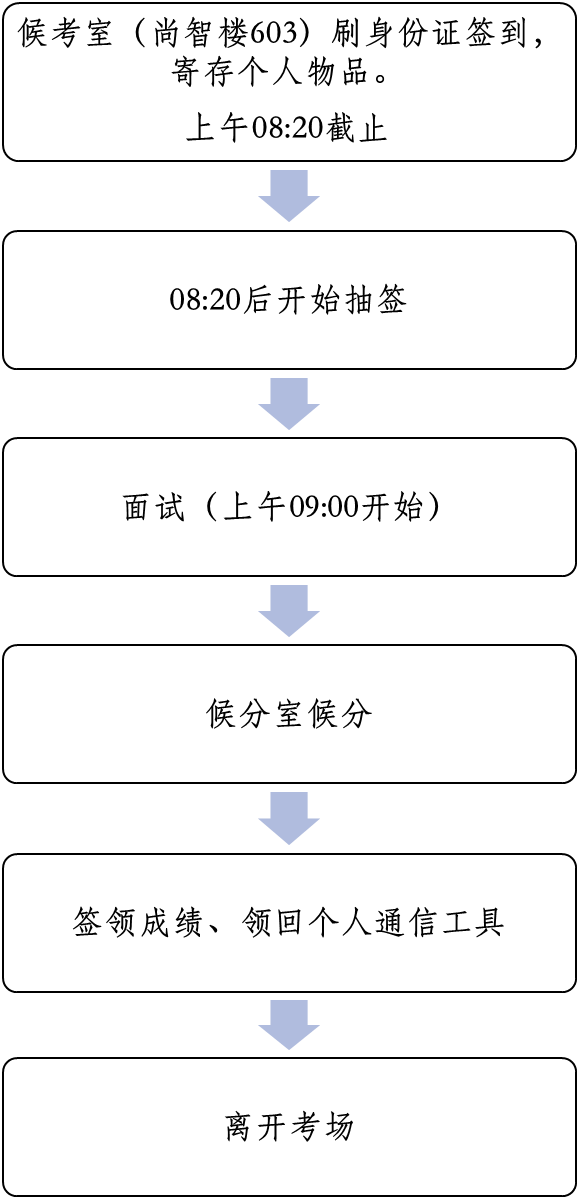 候考室（尚智楼603）刷身份证签到，
寄存个人物品。
上午08:20截止
08:20后开始抽签
面试（上午09:00开始）
候分室候分
签领成绩、领回个人通信工具
离开考场